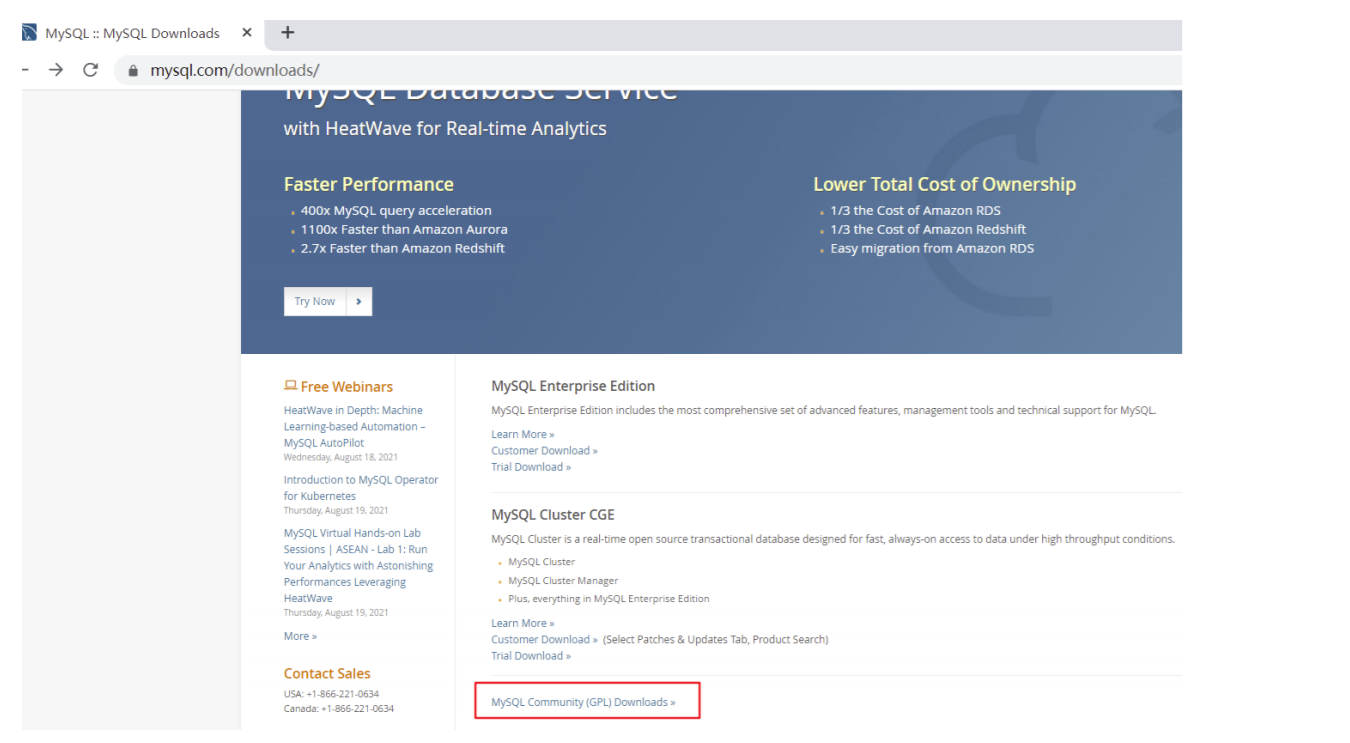 MySQL :: MySQL Downloads
mysql.com/downloads/
MySQL Database Service
with HeatWave for Real-time Analytics
Faster Performance
400x MySQL query acceleration
1100x Faster than Amazon Aurora
2.7x Faster than Amazon Redshift
Lower Total Cost of Ownership
1/3 the Cost of Amazon RDS
1/3 the Cost of Amazon Redshift
Easy migration from Amazon RDS
Try Now
Free Webinars
HeatWave in Depth: Machine
Learning-based Automation –
MySQL AutoPilot
Wednesday, August 18, 2021
Introduction to MySQL Operator
for Kubernetes
Thursday, August 19, 2021
MySQL Virtual Hands-on Lab
Sessions | ASEAN - Lab 1: Run
Your Analytics with Astonishing
Performances Leveraging
HeatWave
Thursday, August 19, 2021
More »
Contact Sales
USA: +1-866-221-0634
Canada: +1-866-221-0634
MySQL Enterprise Edition
MySQL Enterprise Edition includes the most comprehensive set of advanced features, management tools and technical support for MySQL.
Learn More »
Customer Download »
Trial Download »
MySQL Cluster CGE
MySQL Cluster is a real-time open source transactional database designed for fast, always-on access to data under high throughput conditions.
MySQL Cluster
MySQL Cluster Manager
Plus, everything in MySQL Enterprise Edition
Learn More »
Customer Download » (Select Patches & Updates Tab, Product Search)
Trial Download »
MySQL Community (GPL) Downloads »